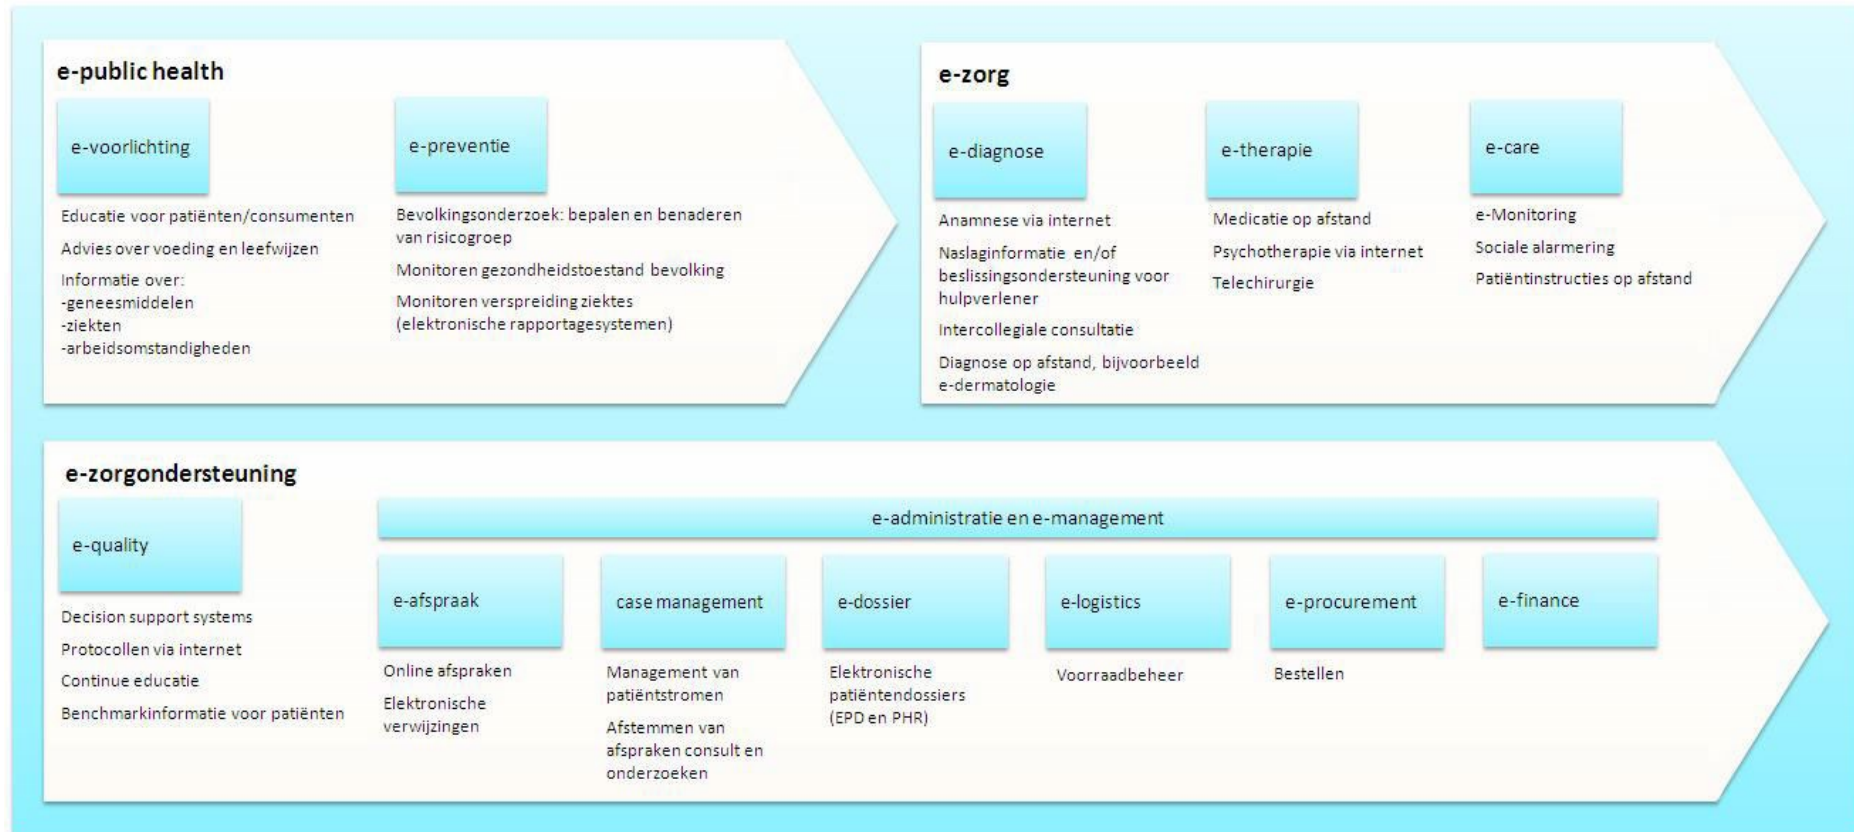 e-public health
e-voorlichting
Educatie voor patiënten/consumenten
Advies over voeding en leefwijzen
Informatie over:
-geneesmiddelen
-ziekten
-arbeidsomstandigheden
e-preventie
Bevolkingsonderzoek: bepalen en benaderen
van risicogroep
Monitoren gezondheidstoestand bevolking
Monitoren verspreiding ziektes
(elektronische rapportagesystemen)
e-zorg
e-diagnose
Anamnese via internet
Naslaginformatie en/of
beslissingsondersteuning voor
hulpverlener
Intercollegiale consultatie
Diagnose op afstand, bijvoorbeeld
e-dermatologie
e-therapie
Medicatie op afstand
Psychotherapie via internet
Telechirurgie
e-care
e-Monitoring
Sociale alarmering
Patiëntinstructies op afstand
e-zorgondersteuning
e-quality
Decision support systems
Protocollen via internet
Continue educatie
Benchmarkinformatie voor patiënten
e-administratie en e-management
e-afspraak
Online afspraken
Elektronische
verwijzingen
case management
Management van
patiëntstromen
Afstemmen van
afspraken consult en
onderzoeken
e-dossier
Elektronische
patiëntendossiers
(EPD en PHR)
e-logistics
Voorraadbeheer
e-procurement
Bestellen
e-finance